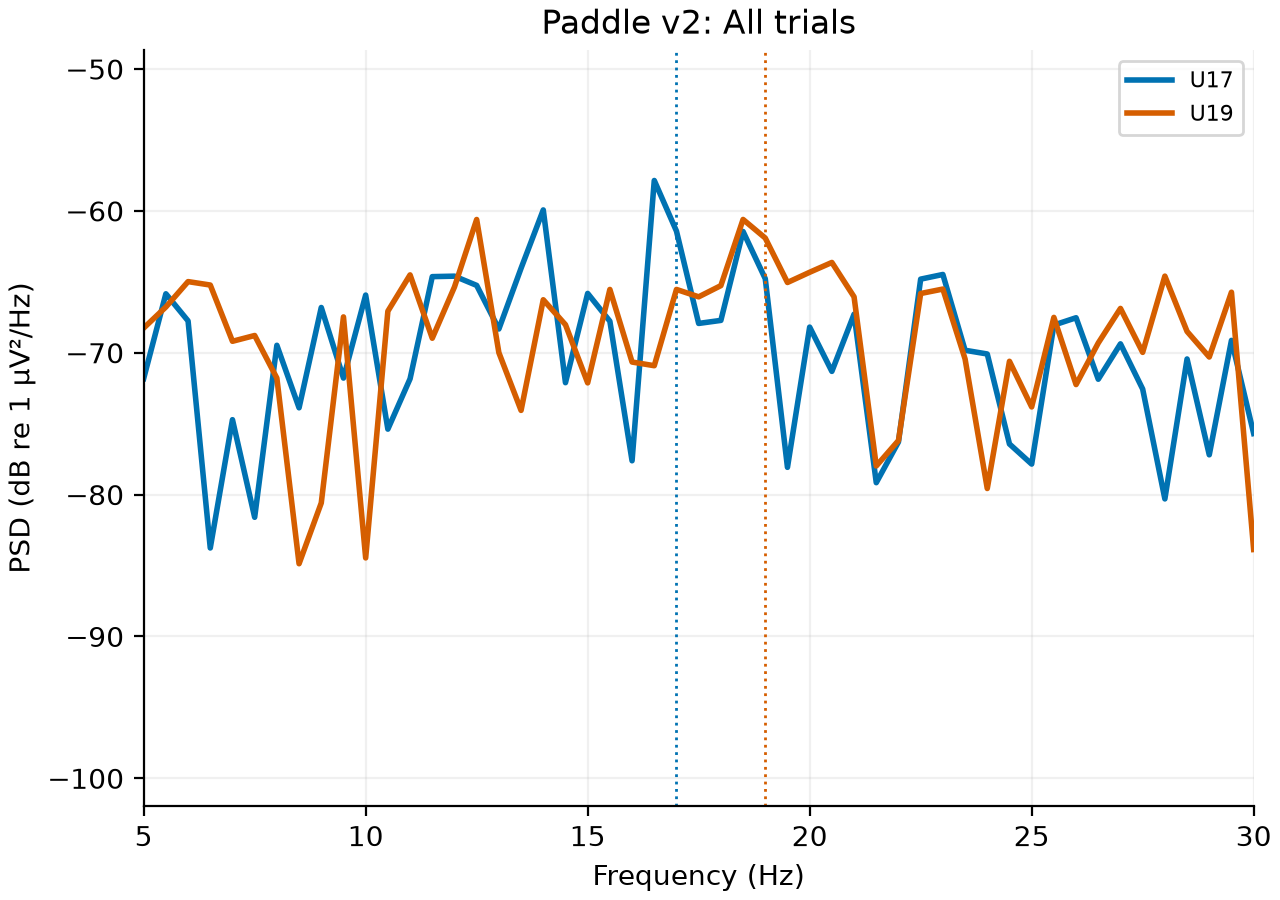 Paddle v2: All trials
PSD (dB re 1 µV²/Hz)
−50
−60
−70
−80
−90
−100
U17
U19
5 10 15 20 25 30
Frequency (Hz)